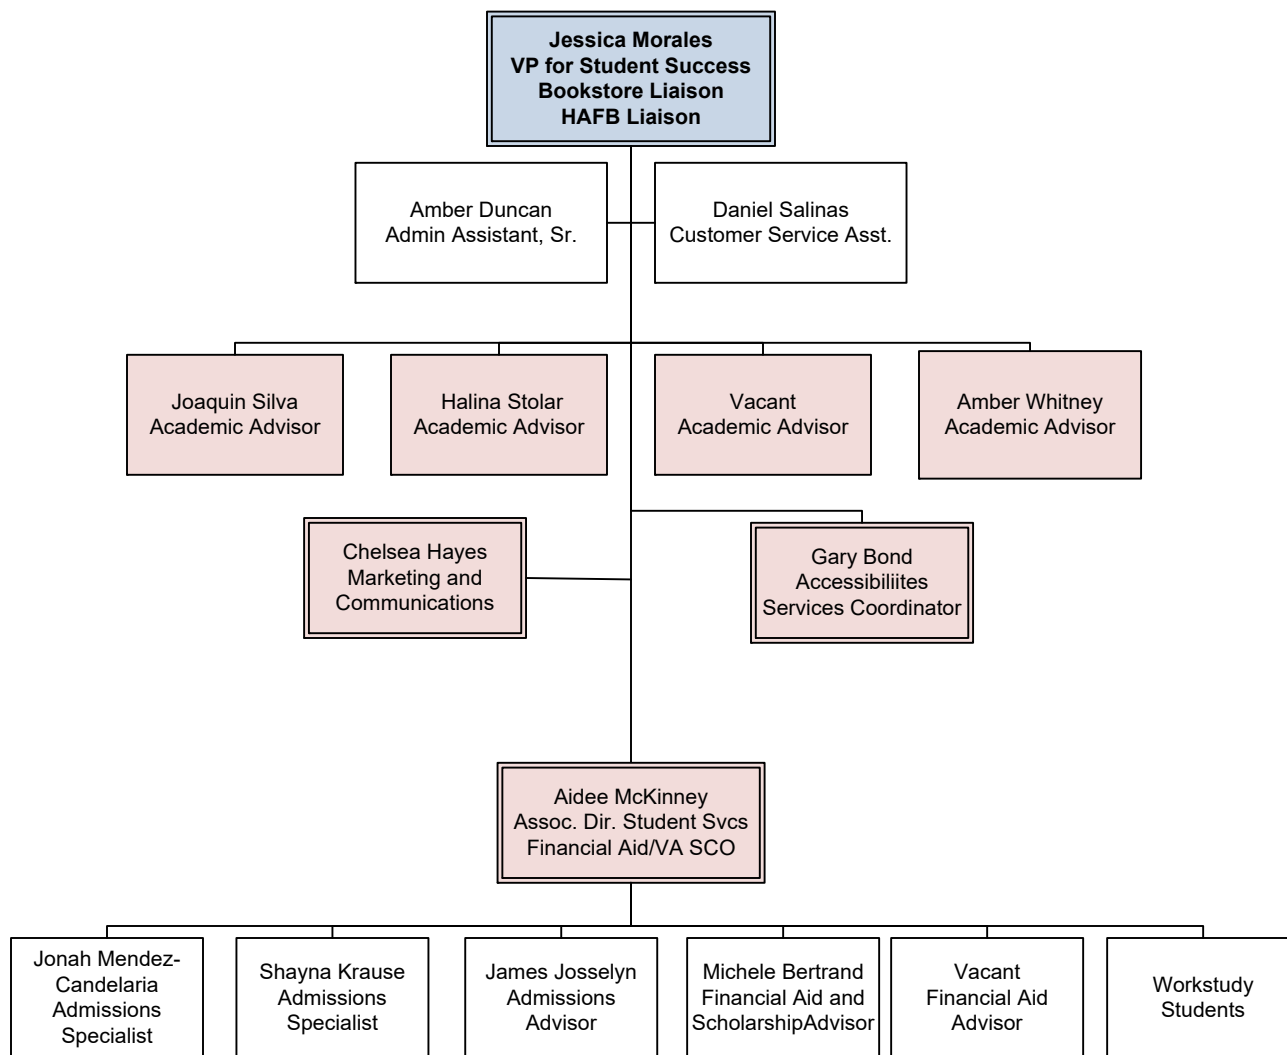 Jessica Morales
VP for Student Success
Bookstore Liaison
HAFB Liaison
Amber Duncan
Admin Assistant, Sr.
Daniel Salinas
Customer Service Asst.
Joaquin Silva
Academic Advisor
Halina Stolar
Academic Advisor
Vacant
Academic Advisor
Amber Whitney
Academic Advisor
Chelsea Hayes
Marketing and
Communications
Gary Bond
Accessibiliites
Services Coordinator
Aidee McKinney
Assoc. Dir. Student Svcs
Financial Aid/VA SCO
Jonah Mendez-
Candelaria
Admissions
Specialist
Shayna Krause
Admissions
Specialist
James Josselyn
Admissions
Advisor
Michele Bertrand
Financial Aid and
ScholarshipAdvisor
Vacant
Financial Aid
Advisor
Workstudy
Students